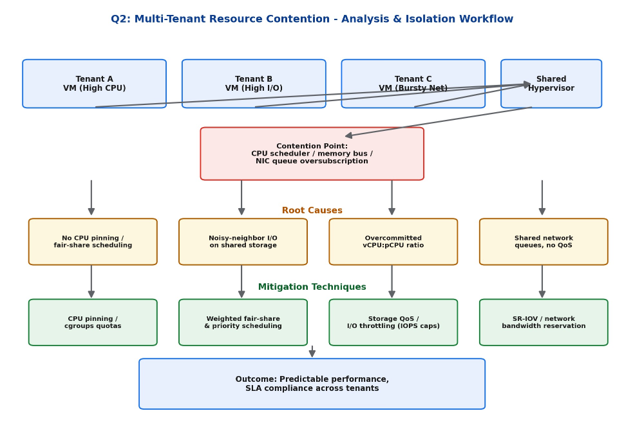 Q2: Multi-Tenant Resource Contention - Analysis & Isolation Workflow
Tenant A
VM (High CPU)
Tenant B
VM (High I/O)
Tenant C
VM (Bursty Net)
Shared
Hypervisor
Contention Point:
CPU scheduler / memory bus /
NIC queue oversubscription
Root Causes
No CPU pinning /
fair-share scheduling
Noisy-neighbor I/O
on shared storage
Overcommitted
vCPU:pCPU ratio
Shared network
queues, no QoS
Mitigation Techniques
CPU pinning /
cgroups quotas
Weighted fair-share
& priority scheduling
Storage QoS /
I/O throttling (IOPS caps)
SR-IOV / network
bandwidth reservation
Outcome: Predictable performance,
SLA compliance across tenants